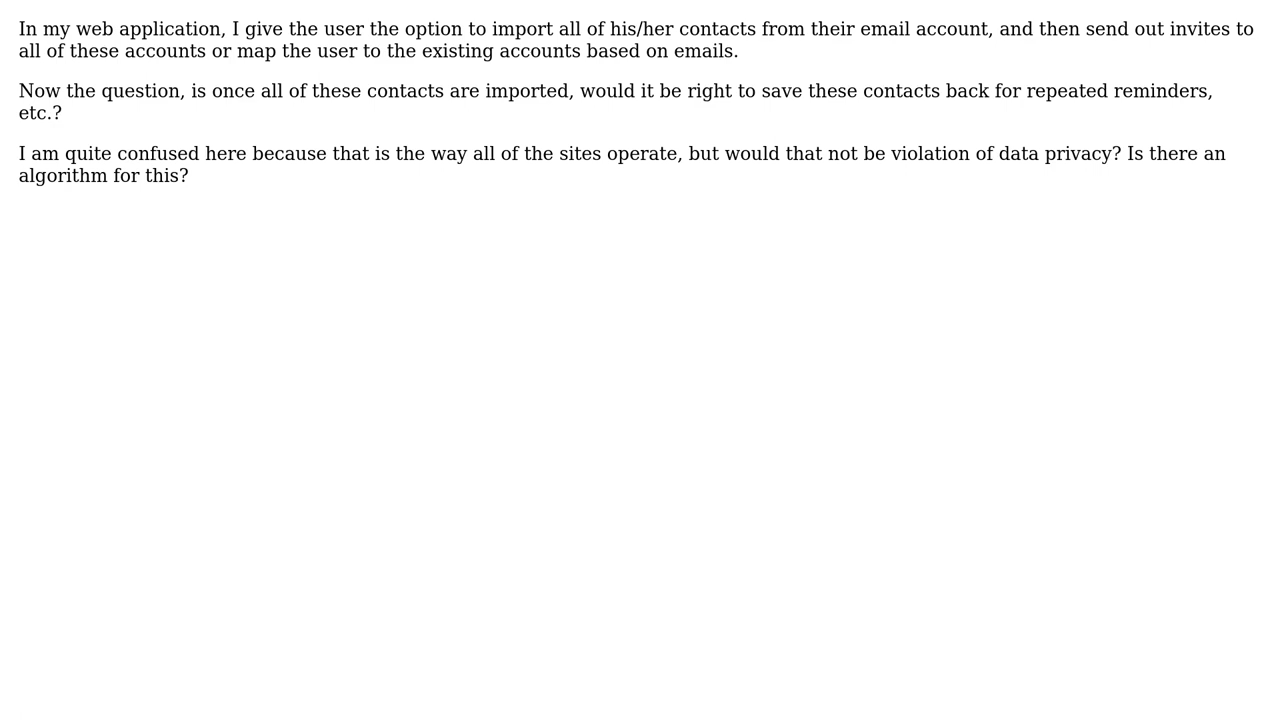 In my web application, I give the user the option to import all of his/her contacts from their email account, and then send out invites to
all of these accounts or map the user to the existing accounts based on emails.
Now the question, is once all of these contacts are imported, would it be right to save these contacts back for repeated reminders,
etc.?
I am quite confused here because that is the way all of the sites operate, but would that not be violation of data privacy? Is there an
algorithm for this?